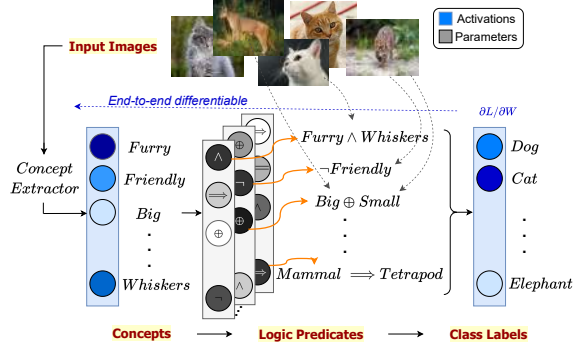 Input Images
Activations
Parameters
End-to-end differentiable
∂L/∂W
Concept
Extractor
Furry
Friendly
Big
Whiskers
∧
⟹
⊕
¬
⊕
¬
⊕
∧
⟹
⟹
∧
⟹
Furry ∧ Whiskers
¬Friendly
Big ⊕ Small
Mammal ⟹ Tetrapod
Dog
Cat
Elephant
Concepts
Logic Predicates
Class Labels